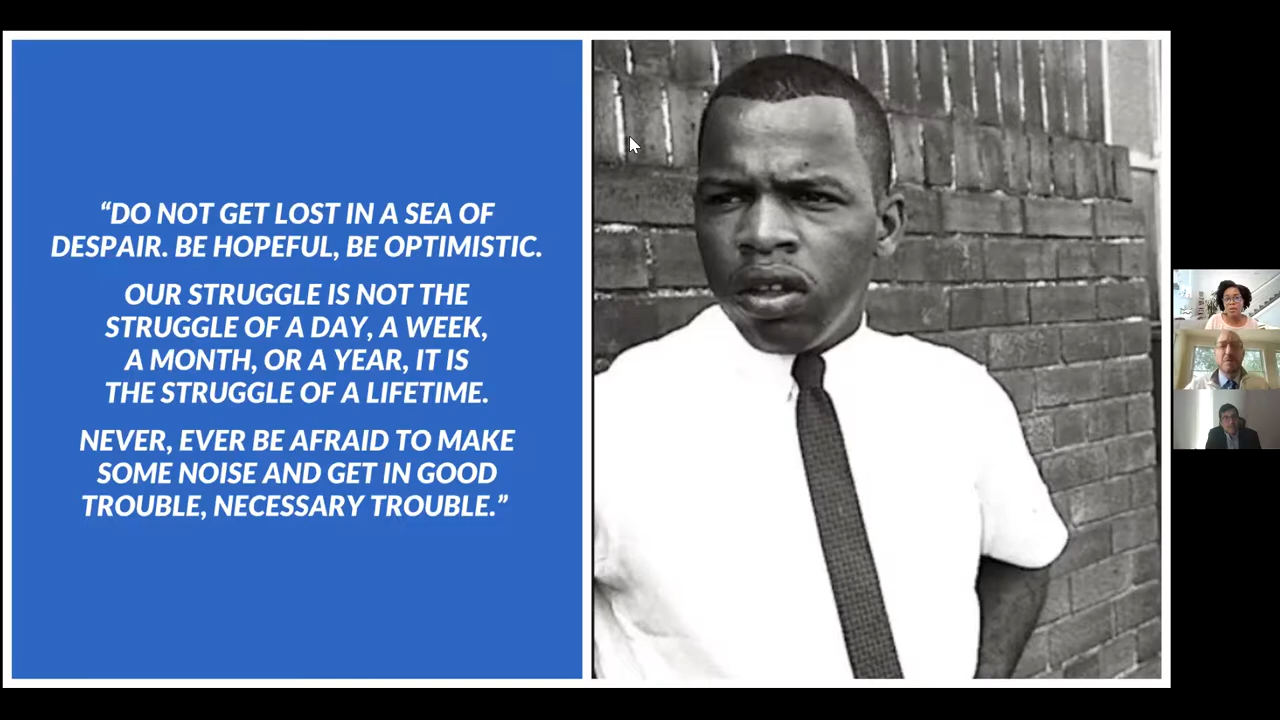 “DO NOT GET LOST IN A SEA OF
DESPAIR. BE HOPEFUL, BE OPTIMISTIC.
OUR STRUGGLE IS NOT THE
STRUGGLE OF A DAY, A WEEK,
A MONTH, OR A YEAR, IT IS
THE STRUGGLE OF A LIFETIME.
NEVER, EVER BE AFRAID TO MAKE
SOME NOISE AND GET IN GOOD
TROUBLE, NECESSARY TROUBLE.”